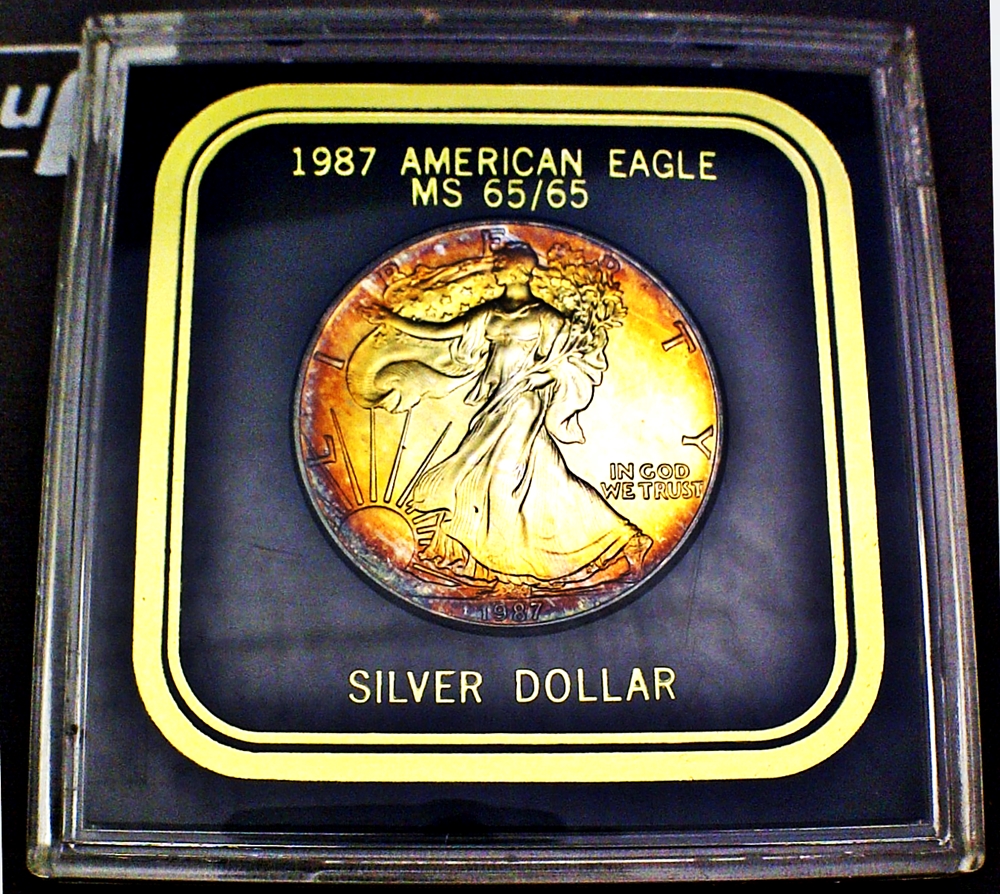 1987 AMERICAN EAGLE
MS 65/65
LIBERTY
IN GOD
WE TRUST
1987
SILVER DOLLAR